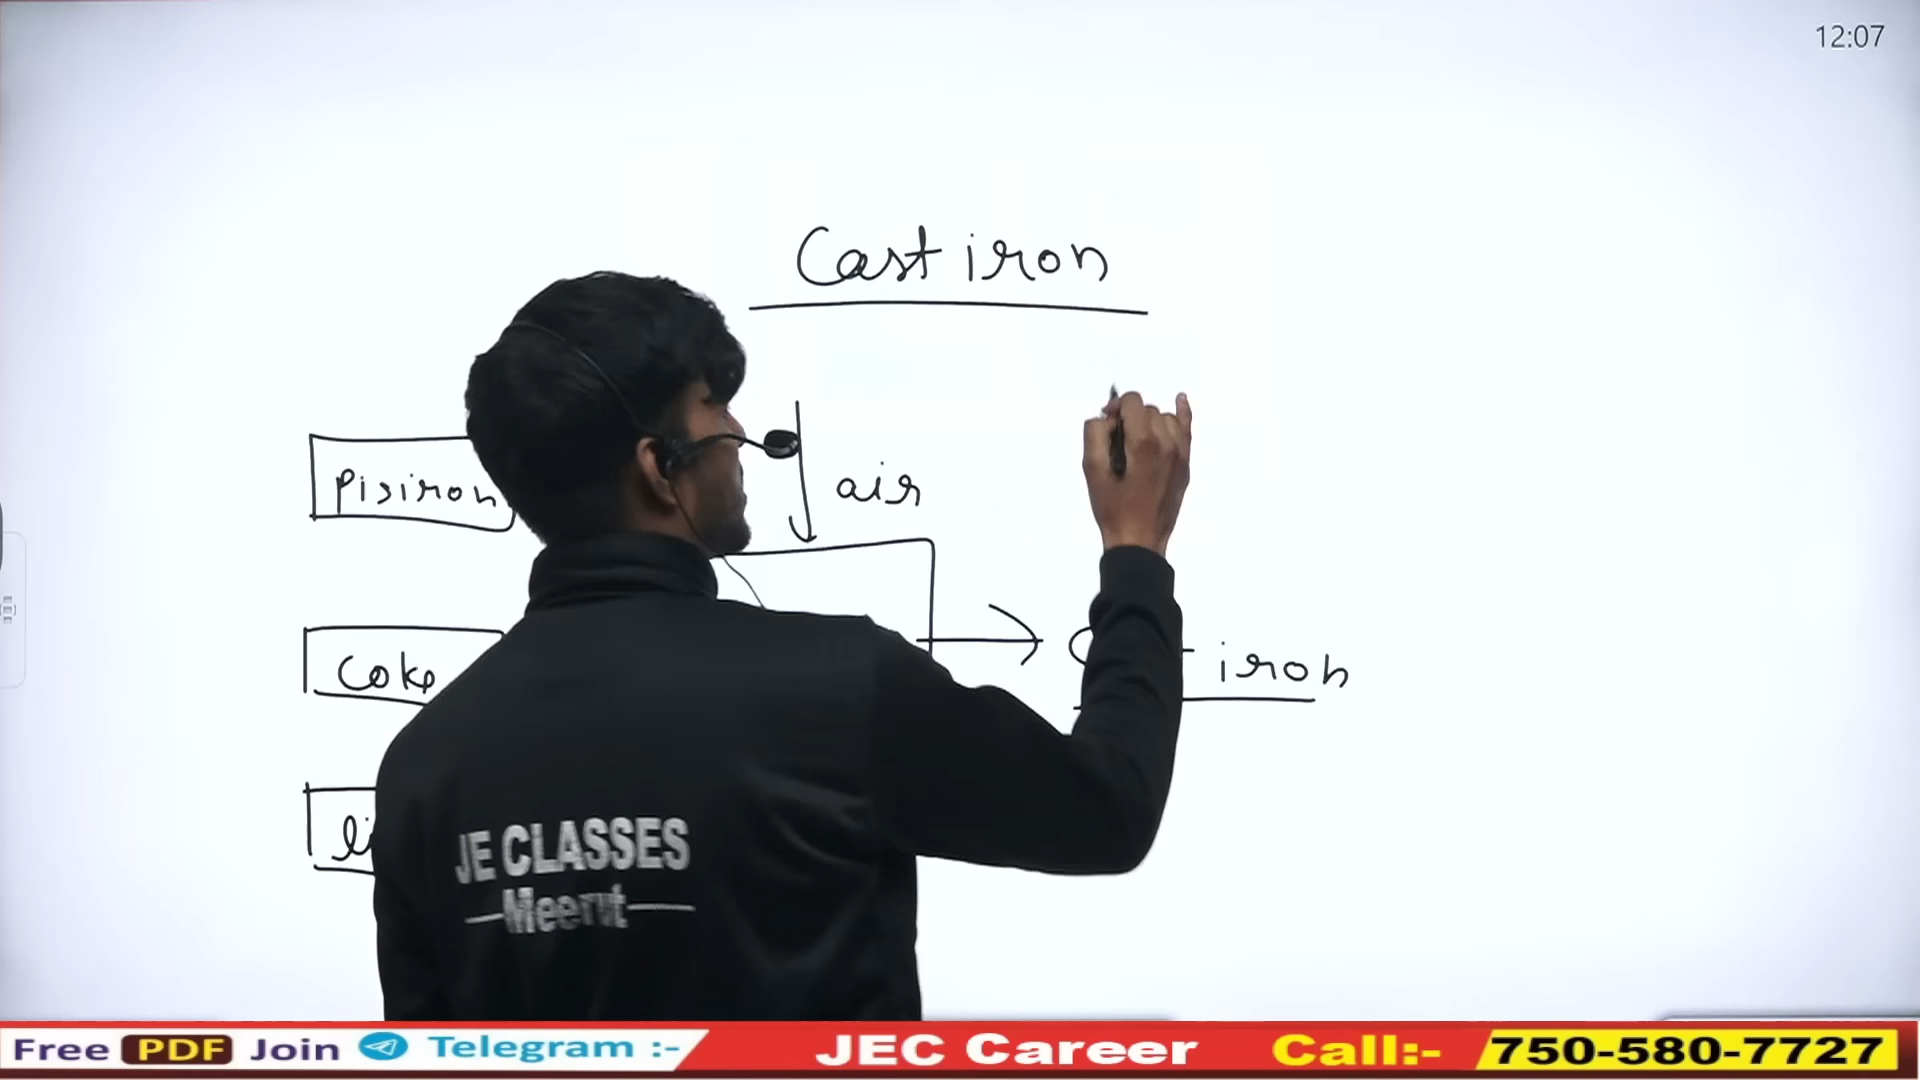 12:07
Cast iron
Pisiron
air
Coke
iron
li
JE CLASSES
Meerut
Free PDF Join Telegram :- JEC Career Call:- 750-580-7727